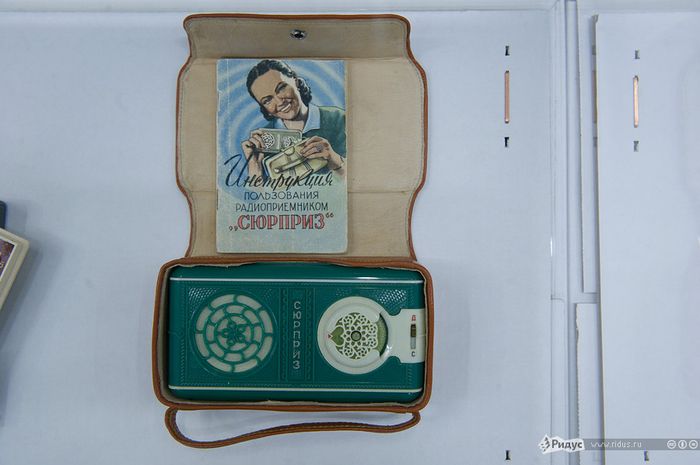 Инструкция
ПОЛЬЗОВАНИЯ
РАДИОПРИЕМНИКОМ
„СЮРПРИЗ“
СЮРПРИЗ
Д
С
Ридус
www.ridus.ru